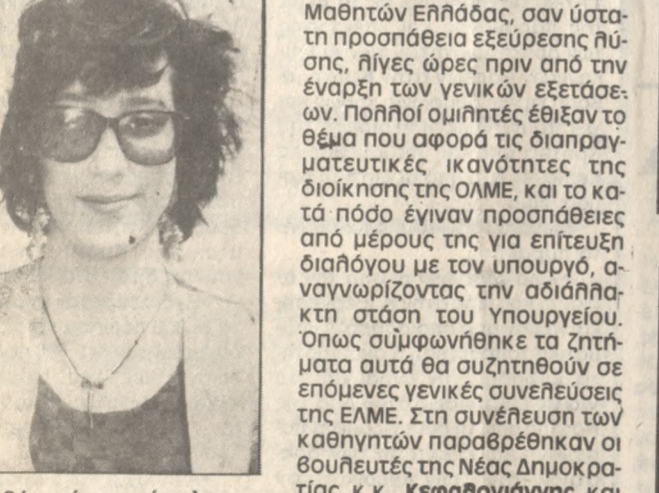 Μαθητών Ελλάδας, σαν ύστα-
τη προσπάθεια εξεύρεσης λύ-
σης, λίγες ώρες πριν από την
έναρξη των γενικών εξετάσε-
ων. Πολλοί ομιλητές έθιξαν το
θέμα που αφορά τις διαπραγ-
ματευτικές ικανότητες της
διοίκησης της ΟΛΜΕ, και το κα-
τά πόσο έγιναν προσπάθειες
από μέρους της για επίτευξη
διαλόγου με τον υπουργό, α-
ναγνωρίζοντας την αδιάλλα-
κτη στάση του Υπουργείου.
Όπως συμφωνήθηκε τα ζητή-
ματα αυτά θα συζητηθούν σε
επόμενες γενικές συνελεύσεις
της ΕΛΜΕ. Στη συνέλευση των
καθηγητών παραβρέθηκαν οι
βουλευτές της Νέας Δημοκρα-
τίας κ.κ. Κεφαλογιάννης και